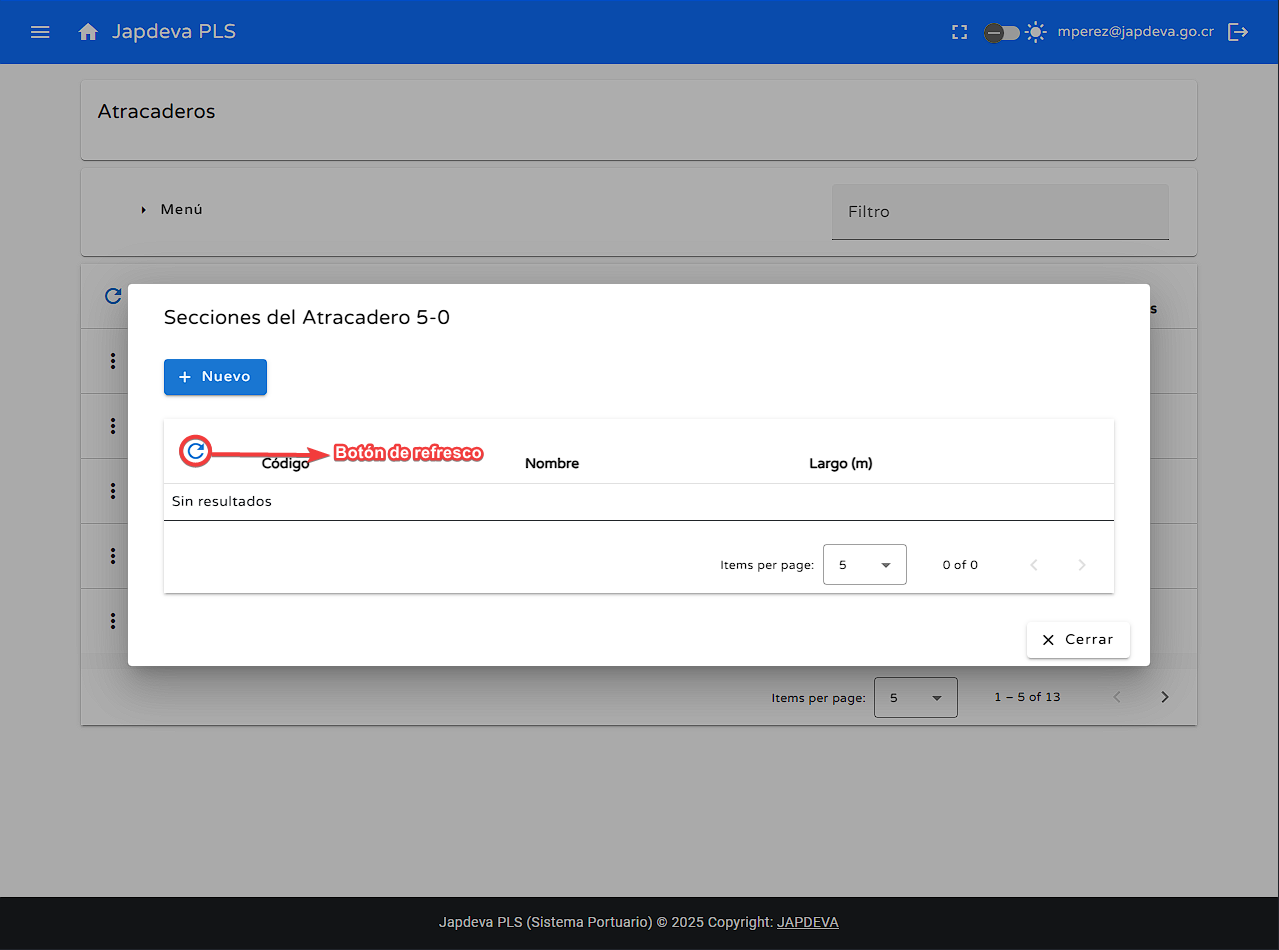 Japdeva PLS
mperez@japdeva.go.cr
Atracaderos
Menú
Filtro
s
Secciones del Atracadero 5-0
+ Nuevo
Botón de refresco
Código Nombre Largo (m)
Sin resultados
Items per page: 5 0 of 0
Cerrar
Items per page: 5 1 – 5 of 13
Japdeva PLS (Sistema Portuario) © 2025 Copyright: JAPDEVA